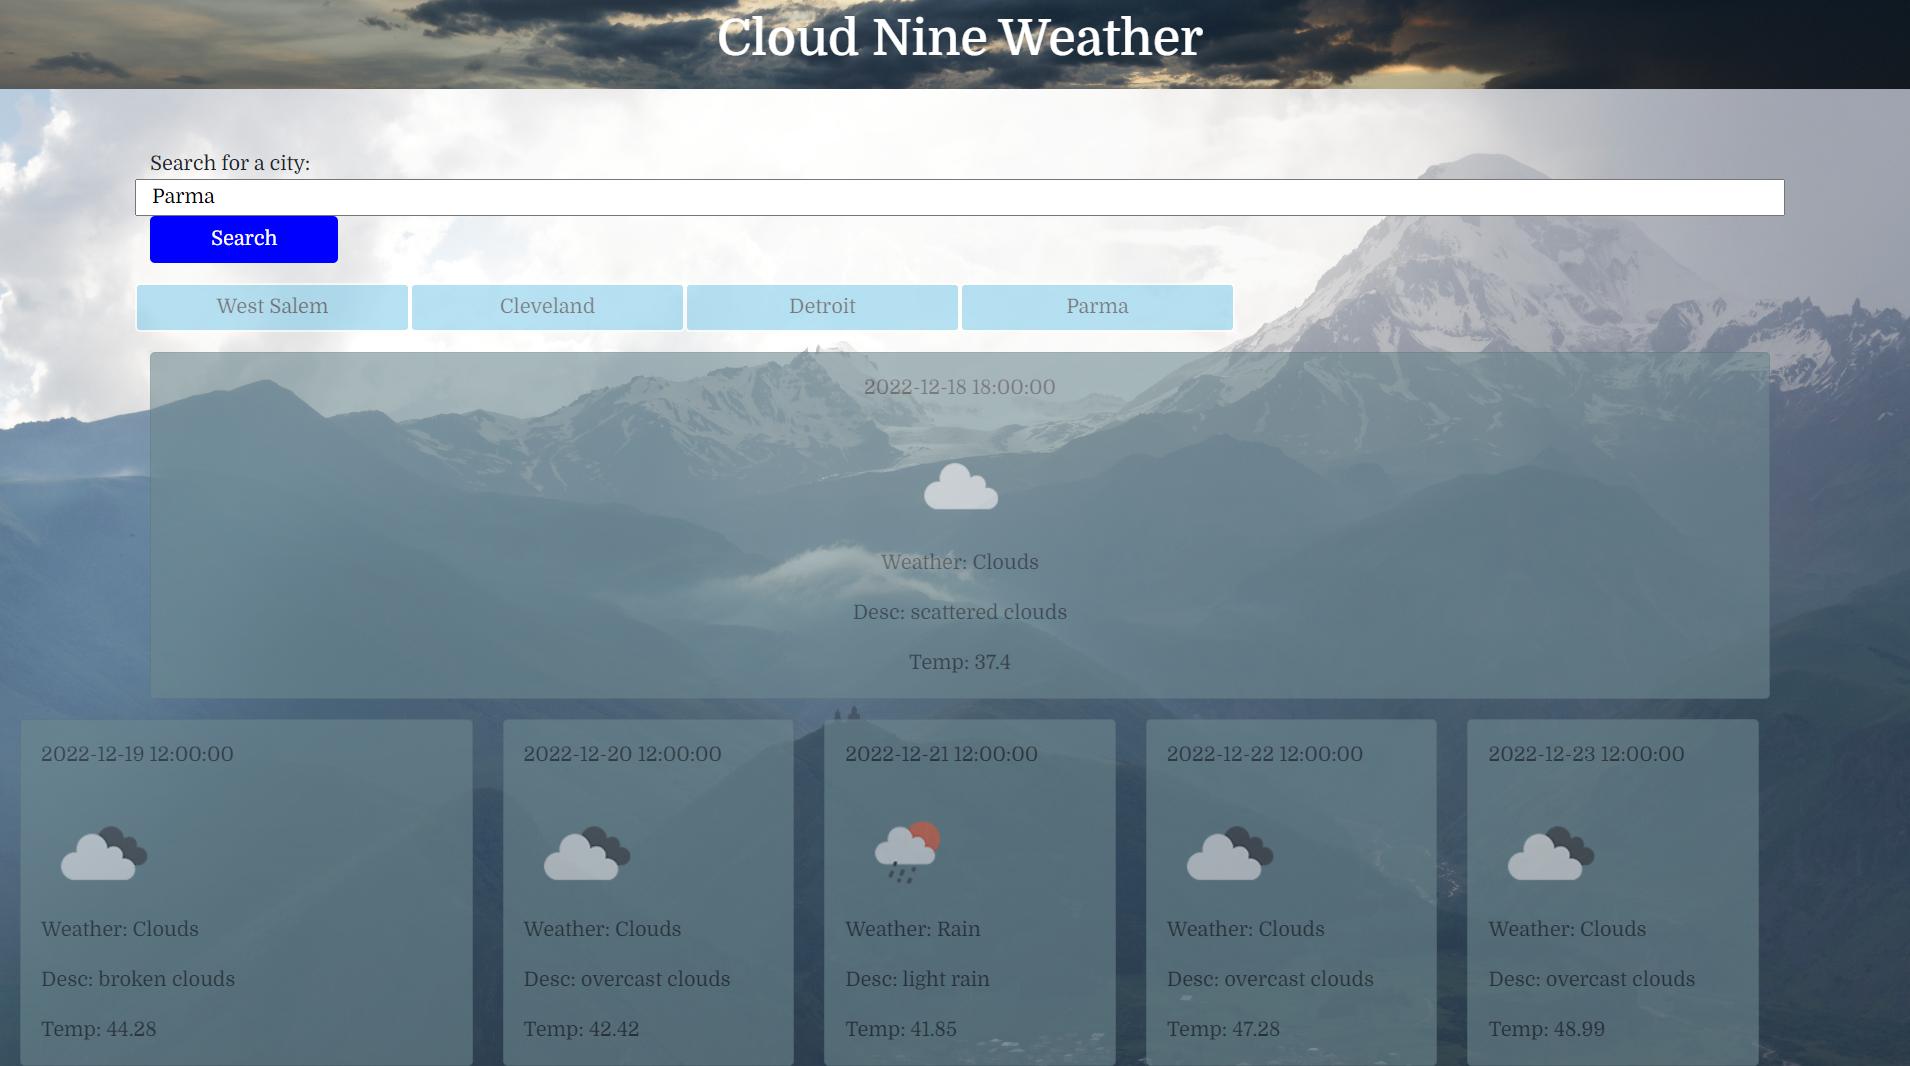 Cloud Nine Weather
Search for a city:
Parma
Search
West Salem
Cleveland
Detroit
Parma
2022-12-18 18:00:00
Weather: Clouds
Desc: scattered clouds
Temp: 37.4
2022-12-19 12:00:00
Weather: Clouds
Desc: broken clouds
Temp: 44.28
2022-12-20 12:00:00
Weather: Clouds
Desc: overcast clouds
Temp: 42.42
2022-12-21 12:00:00
Weather: Rain
Desc: light rain
Temp: 41.85
2022-12-22 12:00:00
Weather: Clouds
Desc: overcast clouds
Temp: 47.28
2022-12-23 12:00:00
Weather: Clouds
Desc: overcast clouds
Temp: 48.99